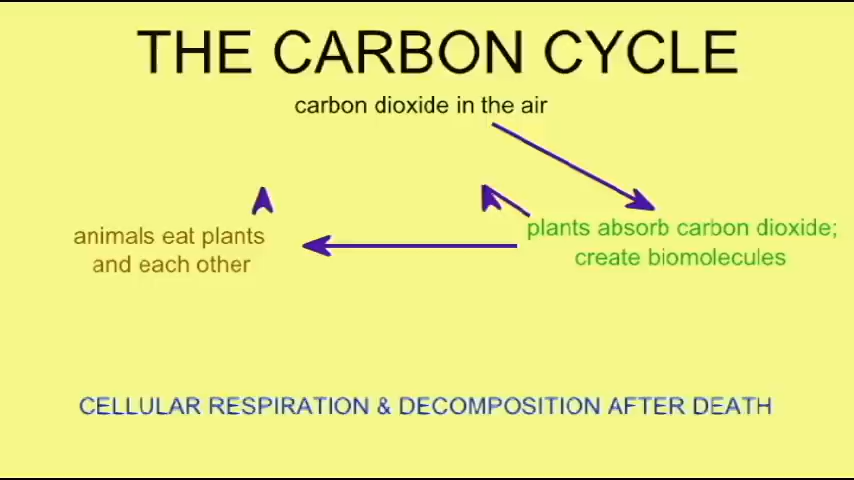 THE CARBON CYCLE
carbon dioxide in the air
plants absorb carbon dioxide;
create biomolecules
animals eat plants
and each other
CELLULAR RESPIRATION & DECOMPOSITION AFTER DEATH